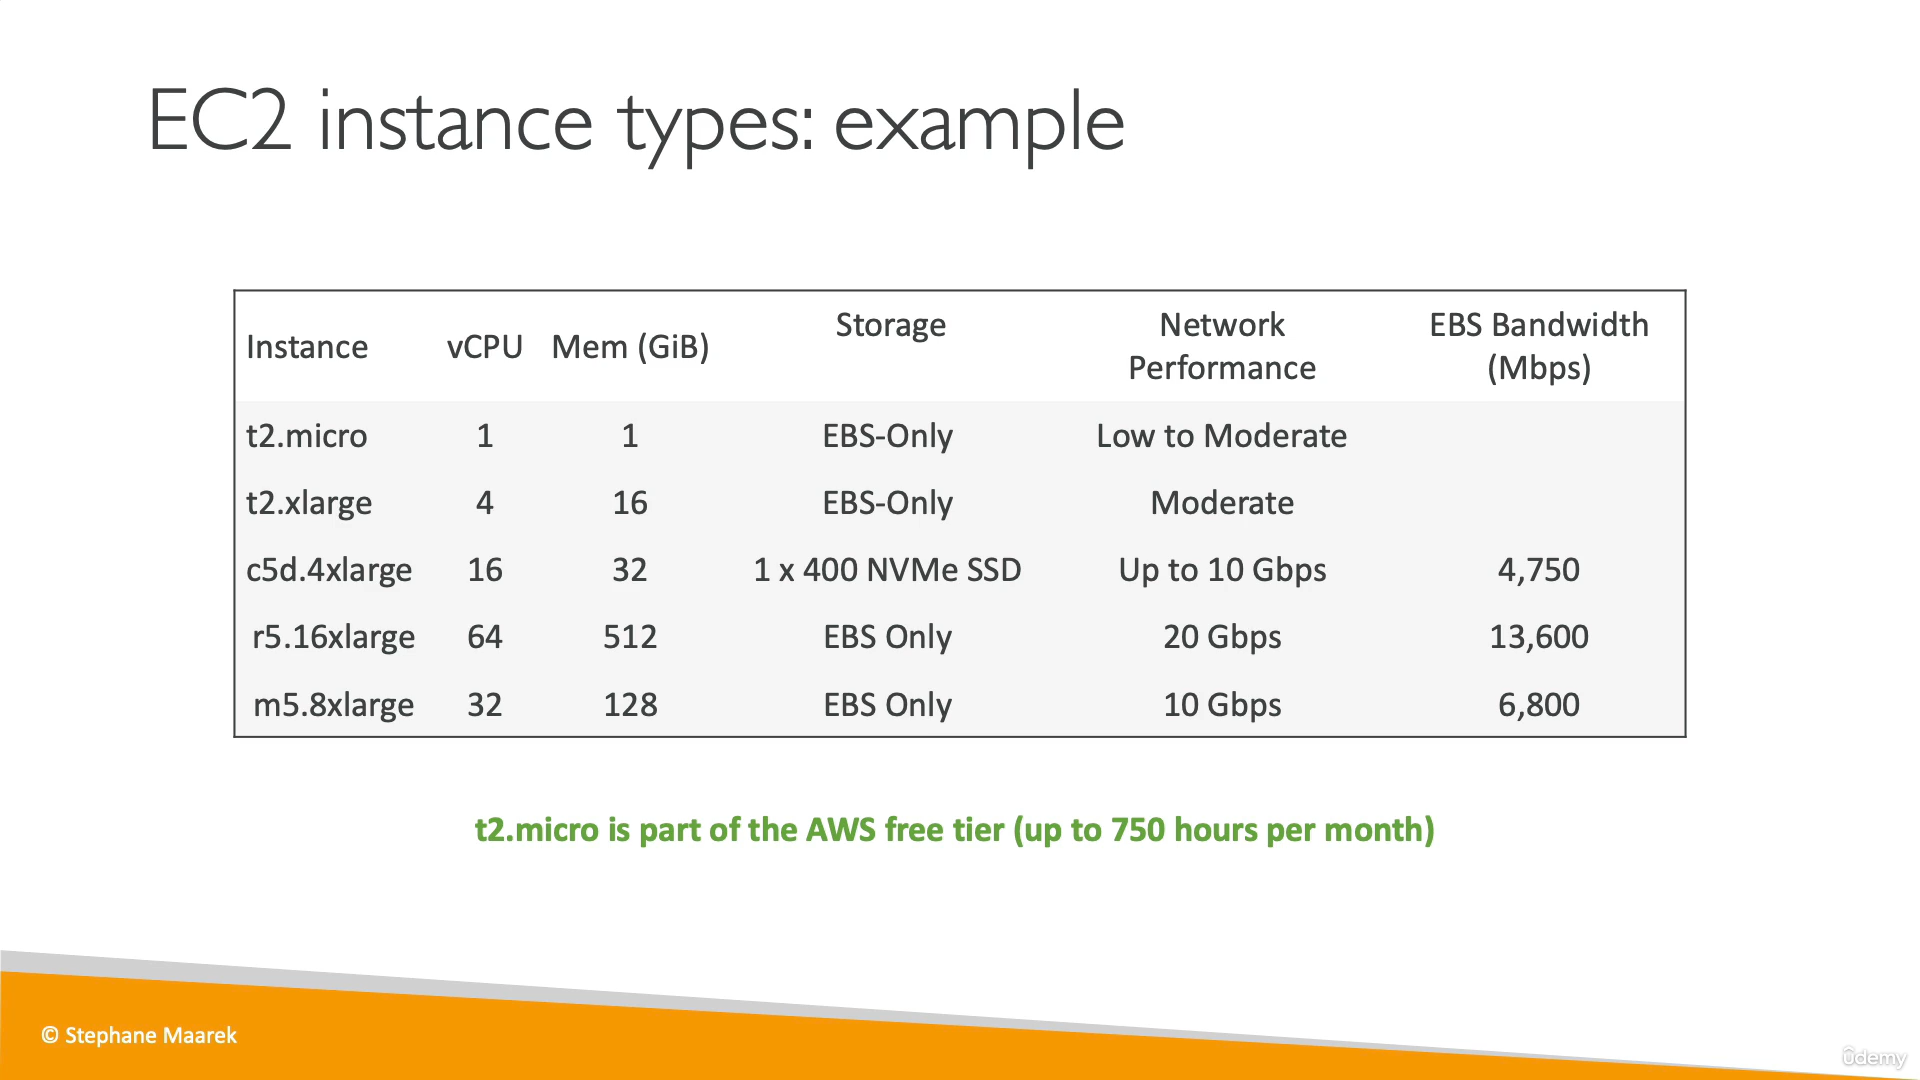 EC2 instance types: example
Instance vCPU Mem (GiB) Storage Network Performance EBS Bandwidth (Mbps)
t2.micro 1 1 EBS-Only Low to Moderate
t2.xlarge 4 16 EBS-Only Moderate
c5d.4xlarge 16 32 1 x 400 NVMe SSD Up to 10 Gbps 4,750
r5.16xlarge 64 512 EBS Only 20 Gbps 13,600
m5.8xlarge 32 128 EBS Only 10 Gbps 6,800
t2.micro is part of the AWS free tier (up to 750 hours per month)
© Stephane Maarek
ûdemy